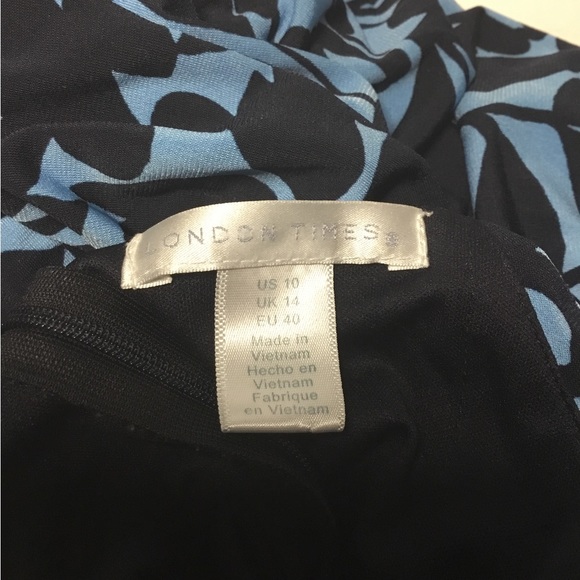 LONDON TIMES
US 10
UK 14
EU 40
Made in
Vietnam
Hecho en
Vietnam
Fabrique
en Vietnam